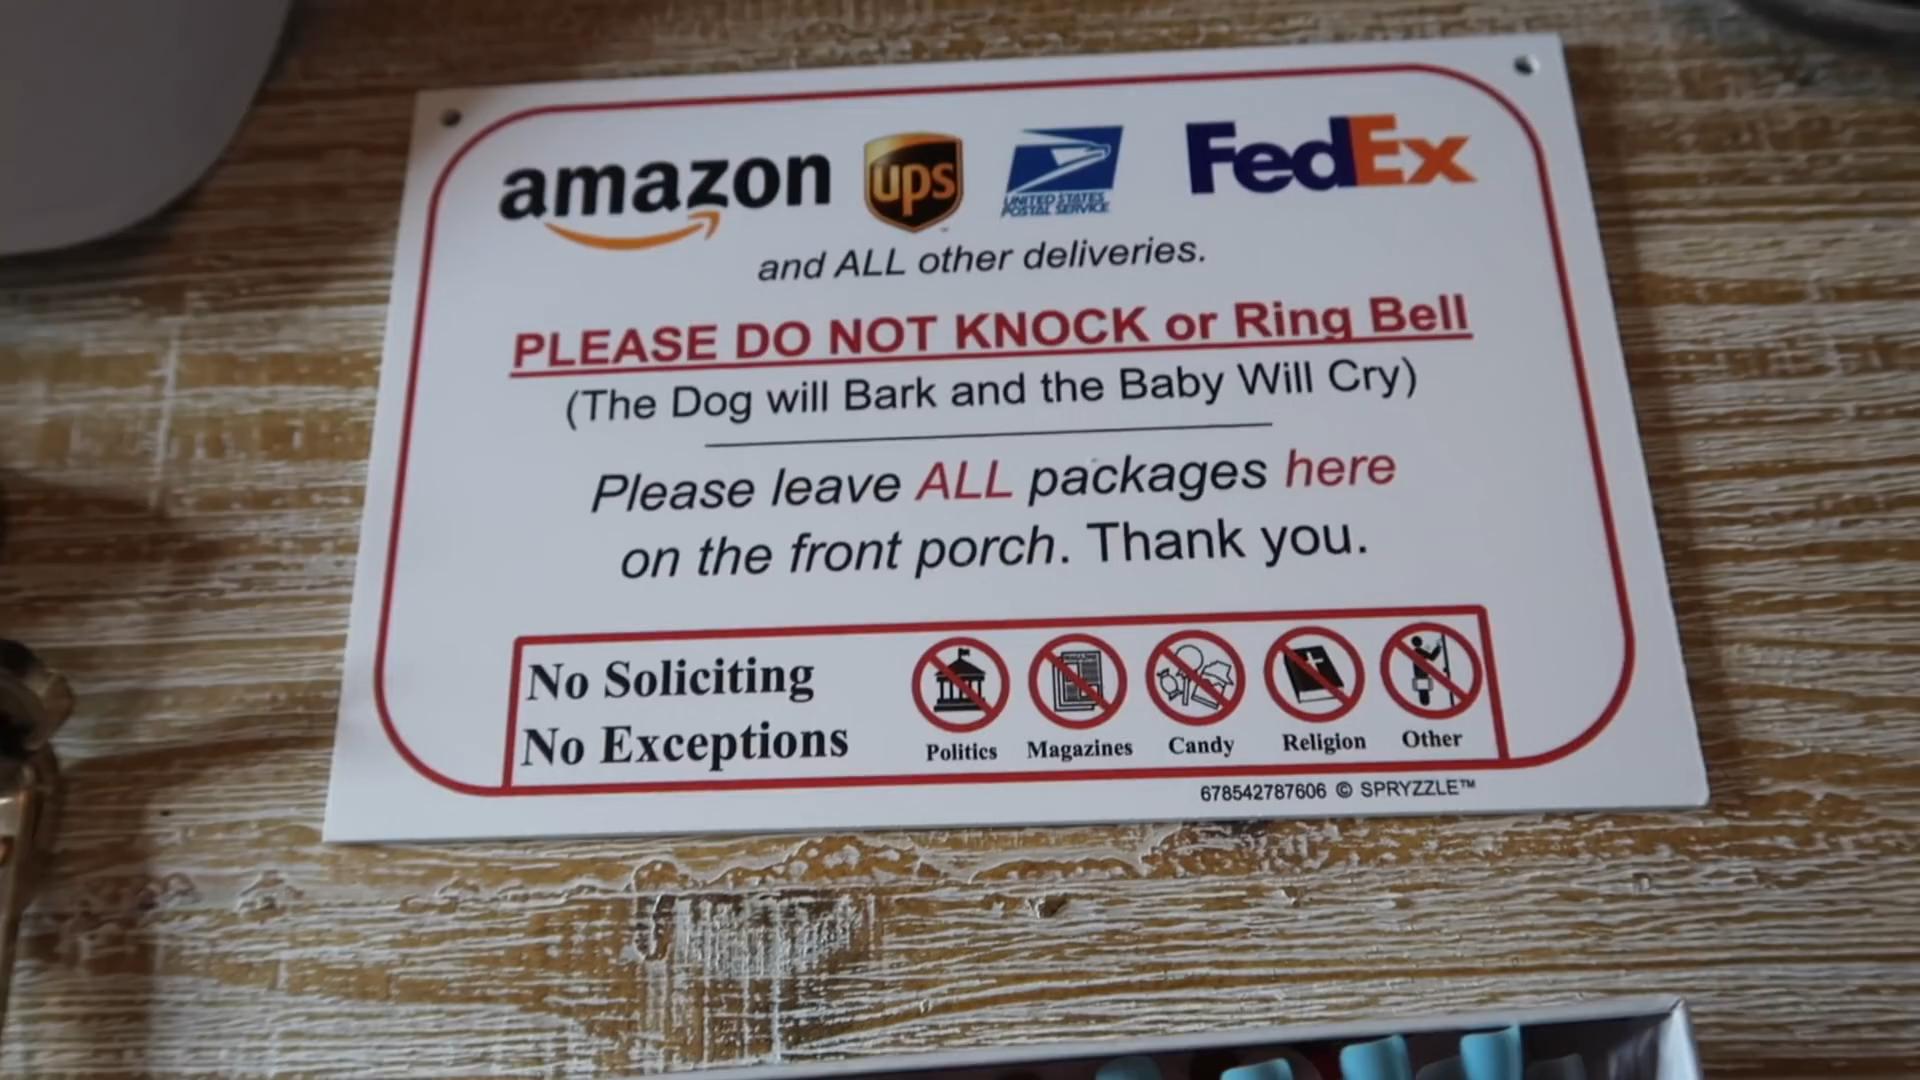 amazon ups UNITED STATES POSTAL SERVICE FedEx
and ALL other deliveries.
PLEASE DO NOT KNOCK or Ring Bell
(The Dog will Bark and the Baby Will Cry)
Please leave ALL packages here
on the front porch. Thank you.
No Soliciting
No Exceptions
Politics Magazines Candy Religion Other
678542787606 © SPRYZZLE™